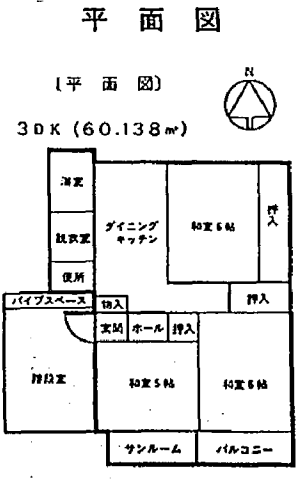 平面図
〔平面図〕
N
3DK (60.138㎡)
浴室
ダイニング
キッチン
和室6帖
押入
脱衣室
便所
押入
パイプスペース
物入
玄関
ホール
押入
階段室
和室5帖
和室6帖
サンルーム
バルコニー